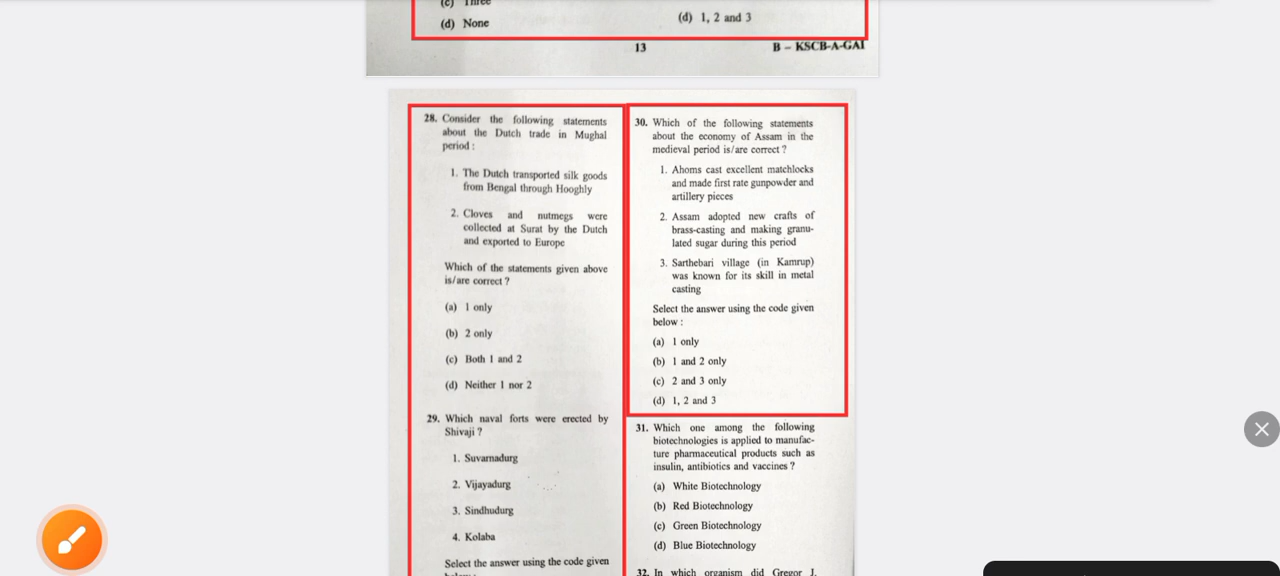 (c) Three
(d) None
(d) 1, 2 and 3
13
B – KSCB-A-GAI
28. Consider the following statements
about the Dutch trade in Mughal
period :
1. The Dutch transported silk goods
from Bengal through Hooghly
2. Cloves and nutmegs were
collected at Surat by the Dutch
and exported to Europe
Which of the statements given above
is/are correct ?
(a) 1 only
(b) 2 only
(c) Both 1 and 2
(d) Neither 1 nor 2
29. Which naval forts were erected by
Shivaji ?
1. Suvarnadurg
2. Vijayadurg
3. Sindhudurg
4. Kolaba
Select the answer using the code given
30. Which of the following statements
about the economy of Assam in the
medieval period is/are correct ?
1. Ahoms cast excellent matchlocks
and made first rate gunpowder and
artillery pieces
2. Assam adopted new crafts of
brass-casting and making granu-
lated sugar during this period
3. Sarthebari village (in Kamrup)
was known for its skill in metal
casting
Select the answer using the code given
below :
(a) 1 only
(b) 1 and 2 only
(c) 2 and 3 only
(d) 1, 2 and 3
31. Which one among the following
biotechnologies is applied to manufac-
ture pharmaceutical products such as
insulin, antibiotics and vaccines ?
(a) White Biotechnology
(b) Red Biotechnology
(c) Green Biotechnology
(d) Blue Biotechnology
32. In which organism did Gregor J.